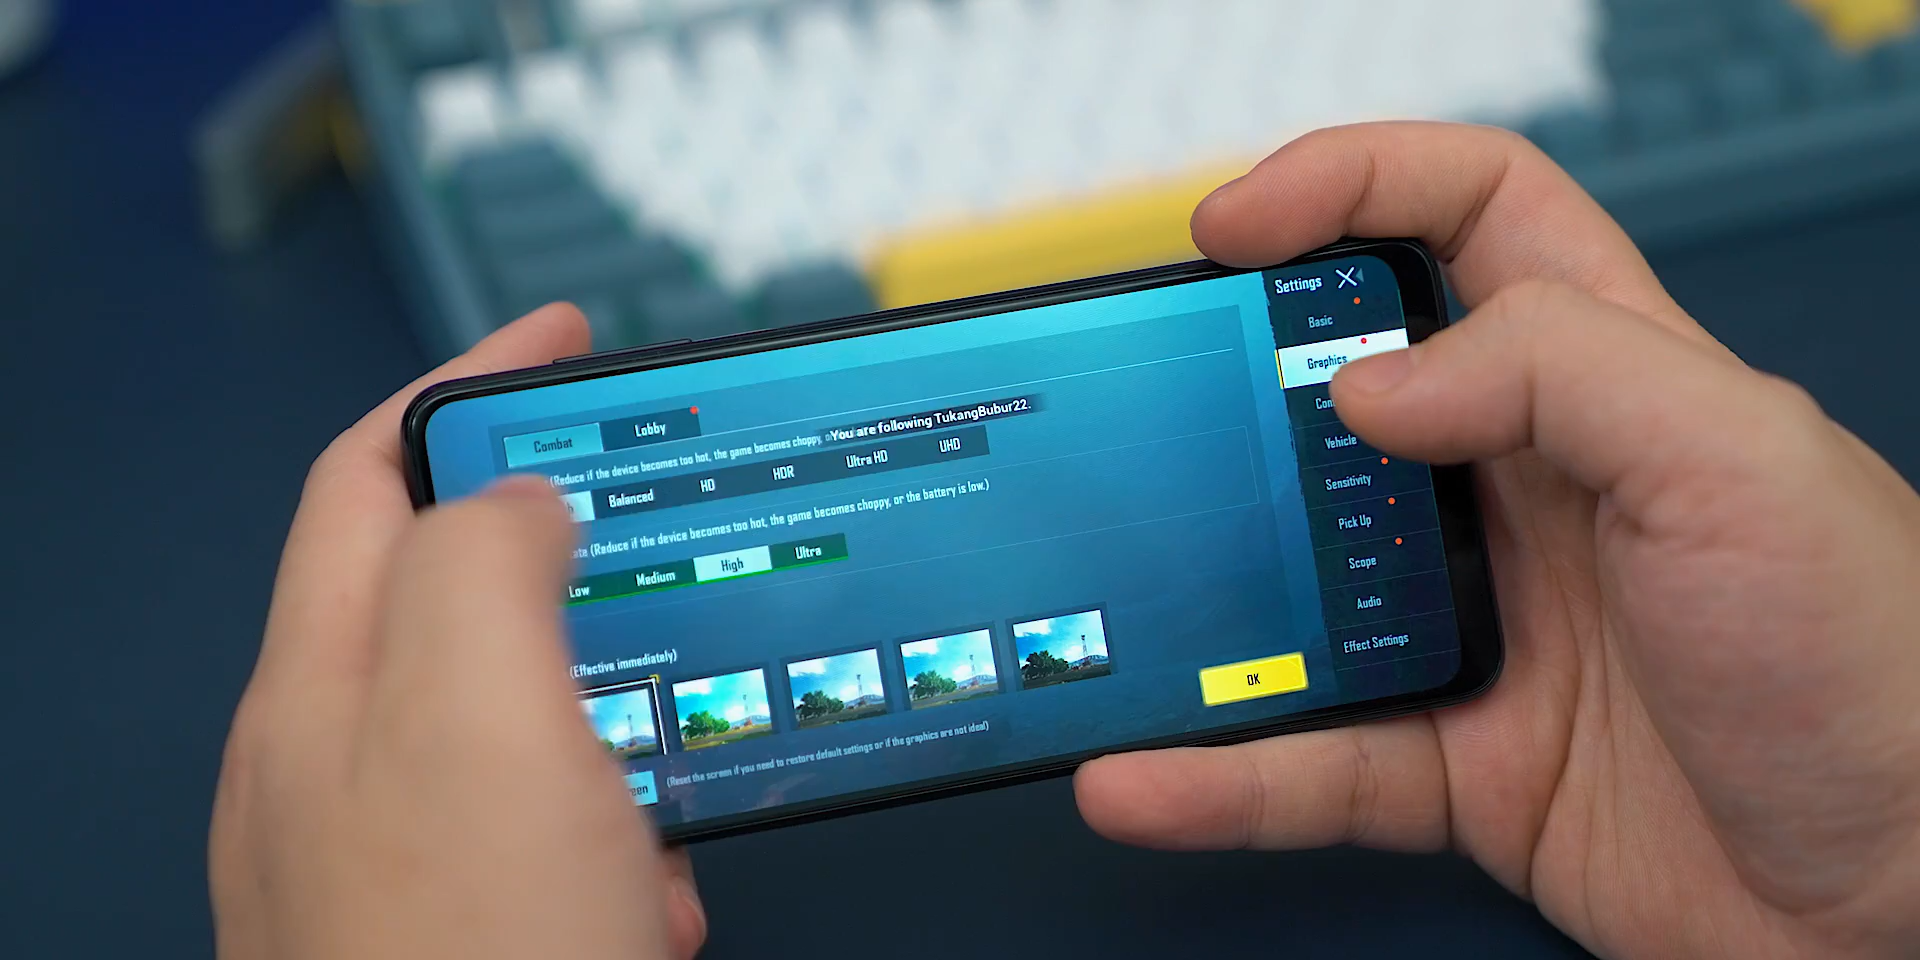 Settings
Basic
Graphics
Vehicle
Sensitivity
Pick Up
Scope
Audio
Effect Settings
Combat
Lobby
You are following TukangBubur22.
(Reduce if the device becomes too hot, the game becomes choppy,
Balanced
HD
HDR
Ultra HD
UHD
(Reduce if the device becomes too hot, the game becomes choppy, or the battery is low.)
Low
Medium
High
Ultra
(Effective immediately)
(Reset the screen if you need to restore default settings or if the graphics are not ideal)
OK